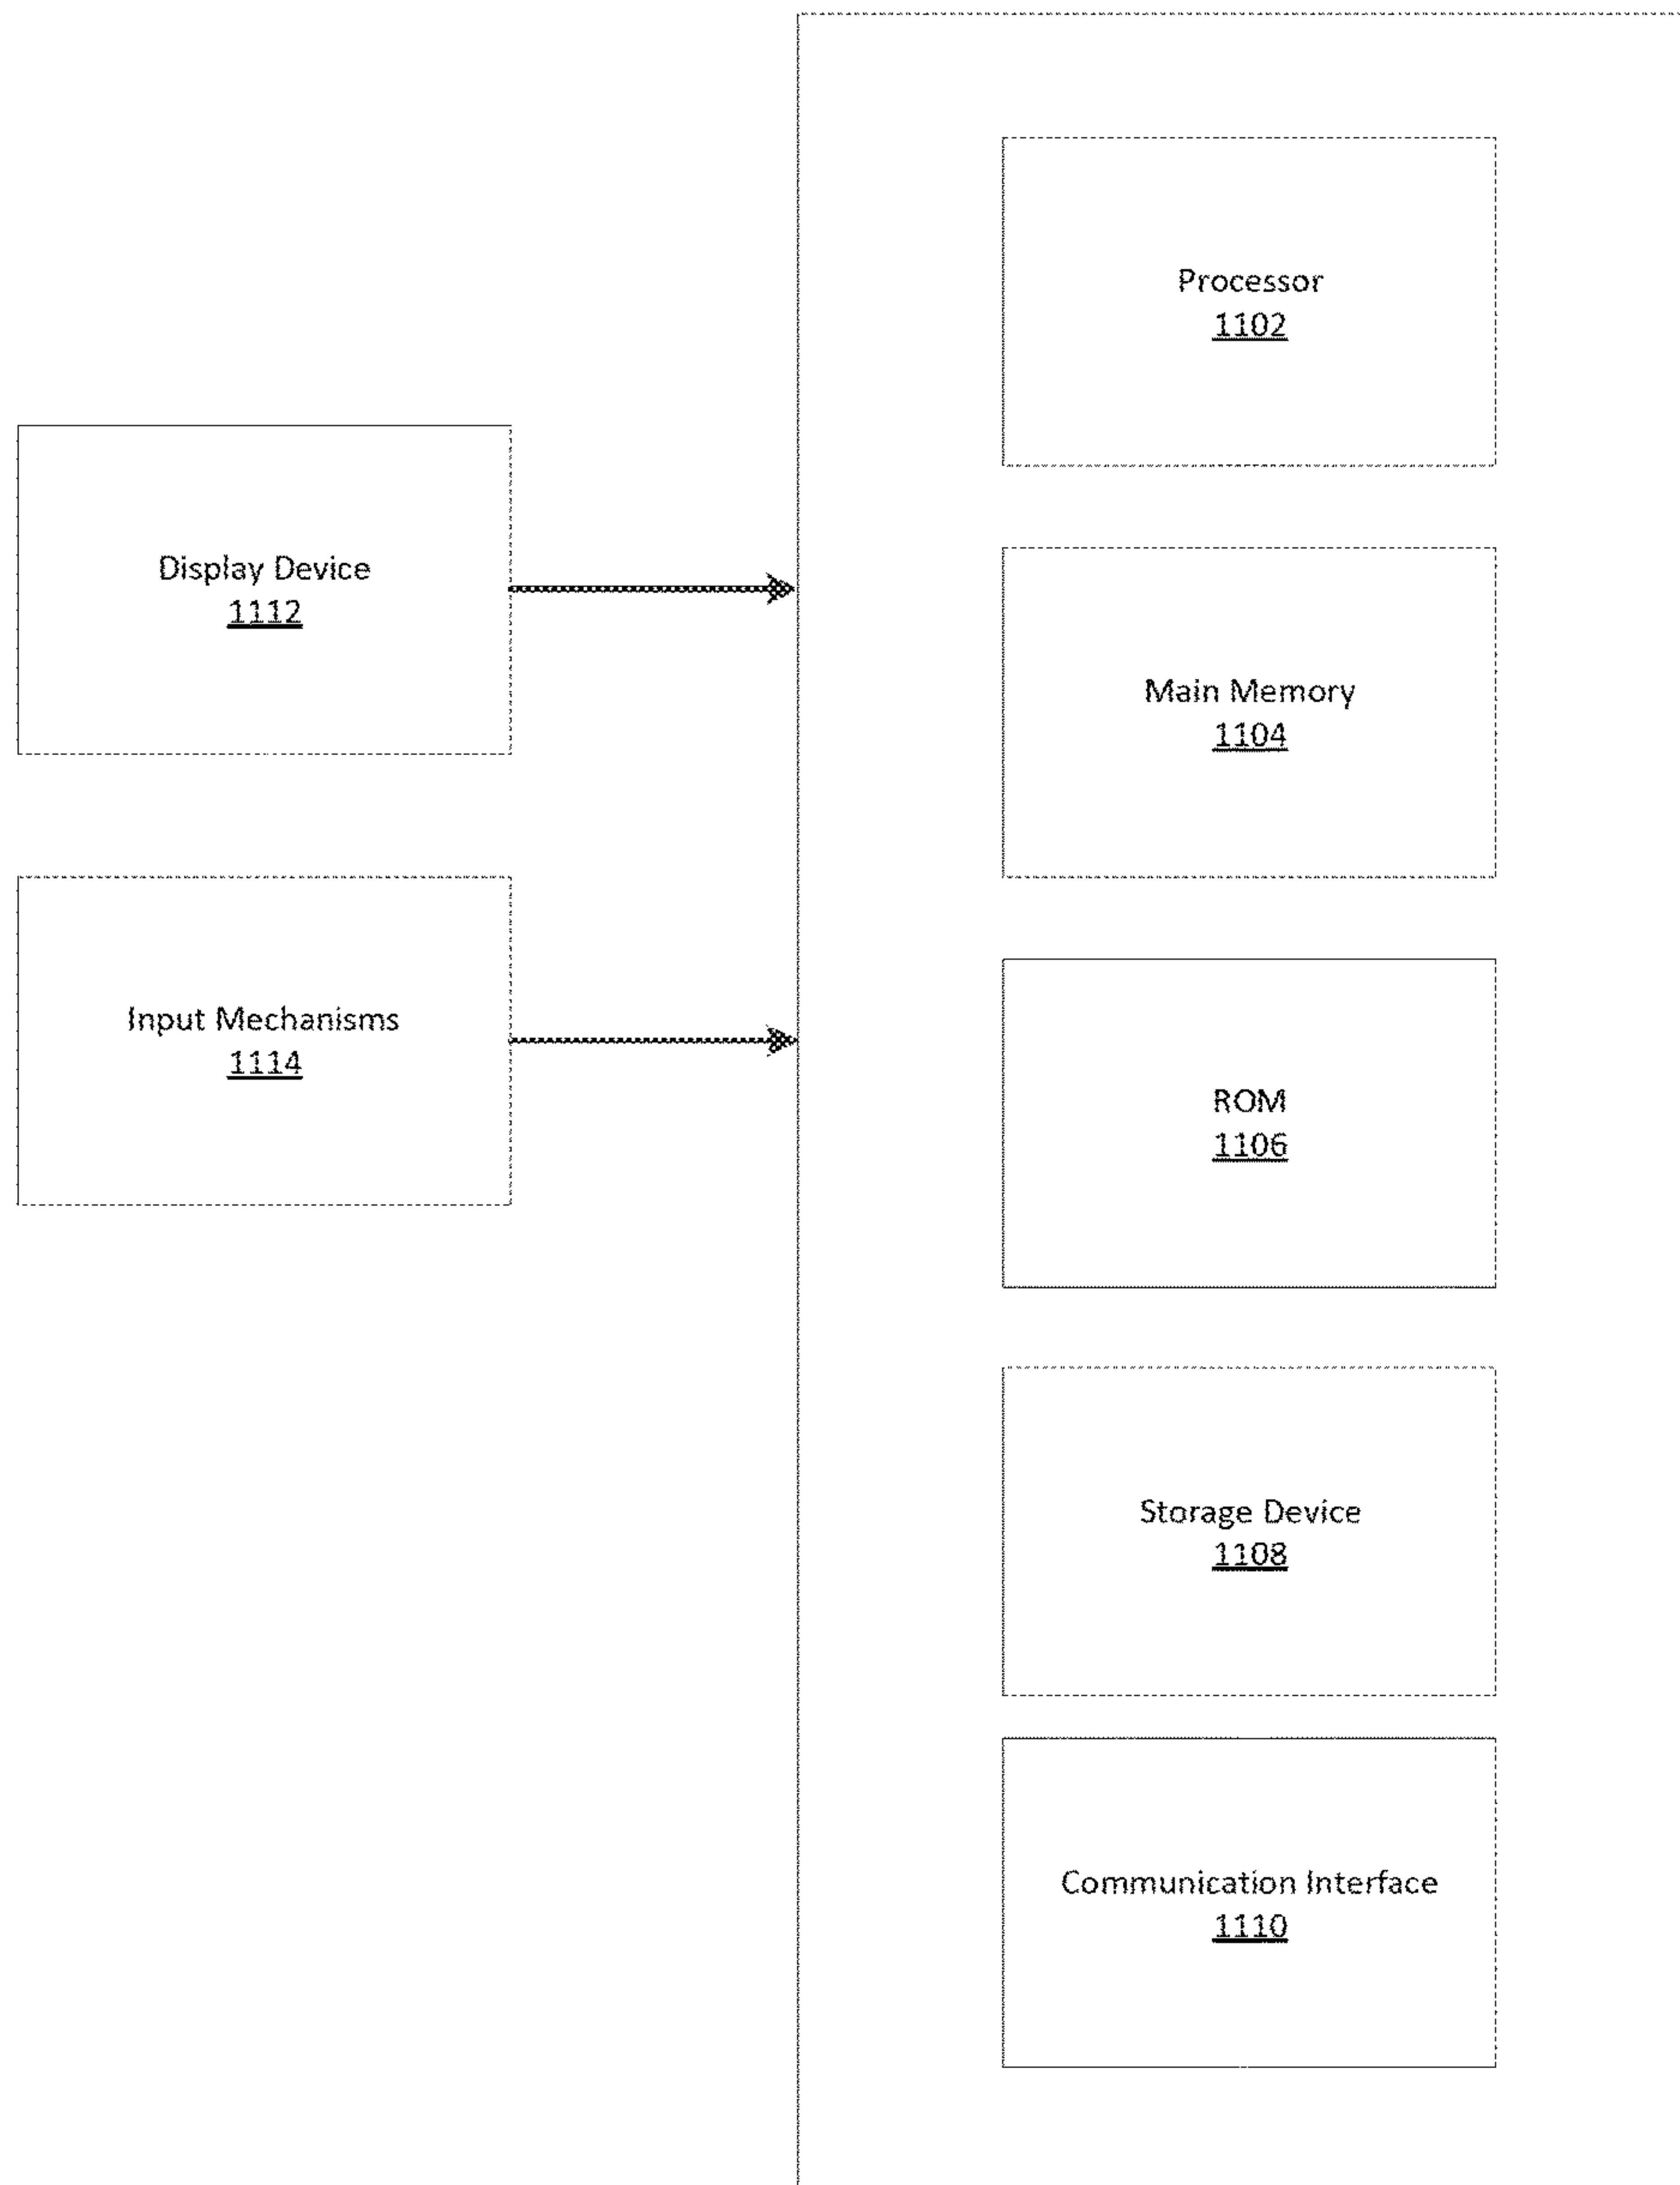 Processor
1102
Display Device
1112
Main Memory
1104
Input Mechanisms
1114
ROM
1106
Storage Device
1108
Communication Interface
1110